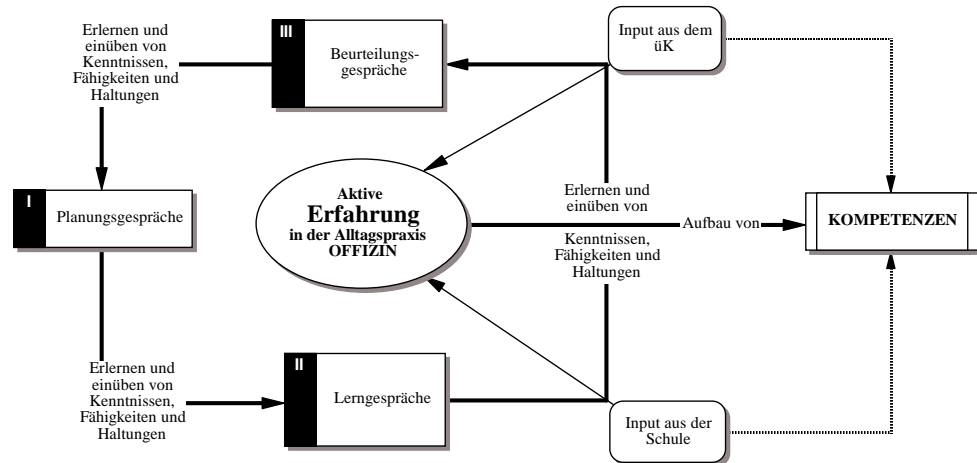 Erlernen und
einüben von
Kenntnissen,
Fähigkeiten und
Haltungen
III
Beurteilungs-
gespräche
Input aus dem
üK
I
Planungsgespräche
Aktive
Erfahrung
in der Alltagspraxis
OFFIZIN
Erlernen und
einüben von
Kenntnissen,
Fähigkeiten und
Haltungen
Aufbau von
KOMPETENZEN
Erlernen und
einüben von
Kenntnissen,
Fähigkeiten und
Haltungen
II
Lerngespräche
Input aus der
Schule